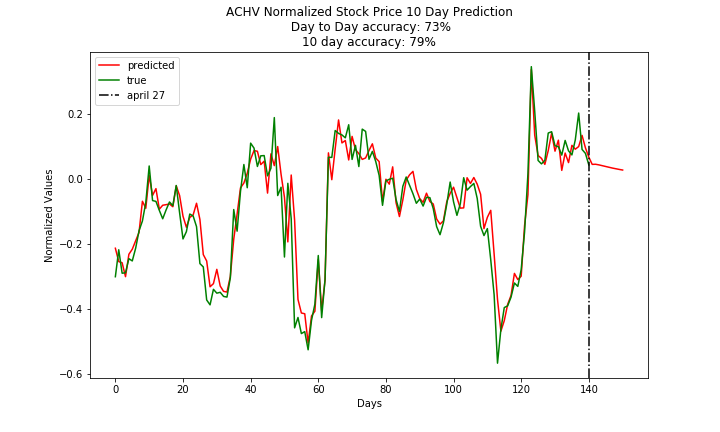 ACHV Normalized Stock Price 10 Day Prediction
Day to Day accuracy: 73%
10 day accuracy: 79%
predicted
true
april 27
Normalized Values
0.2
0.0
−0.2
−0.4
−0.6
0 20 40 60 80 100 120 140
Days